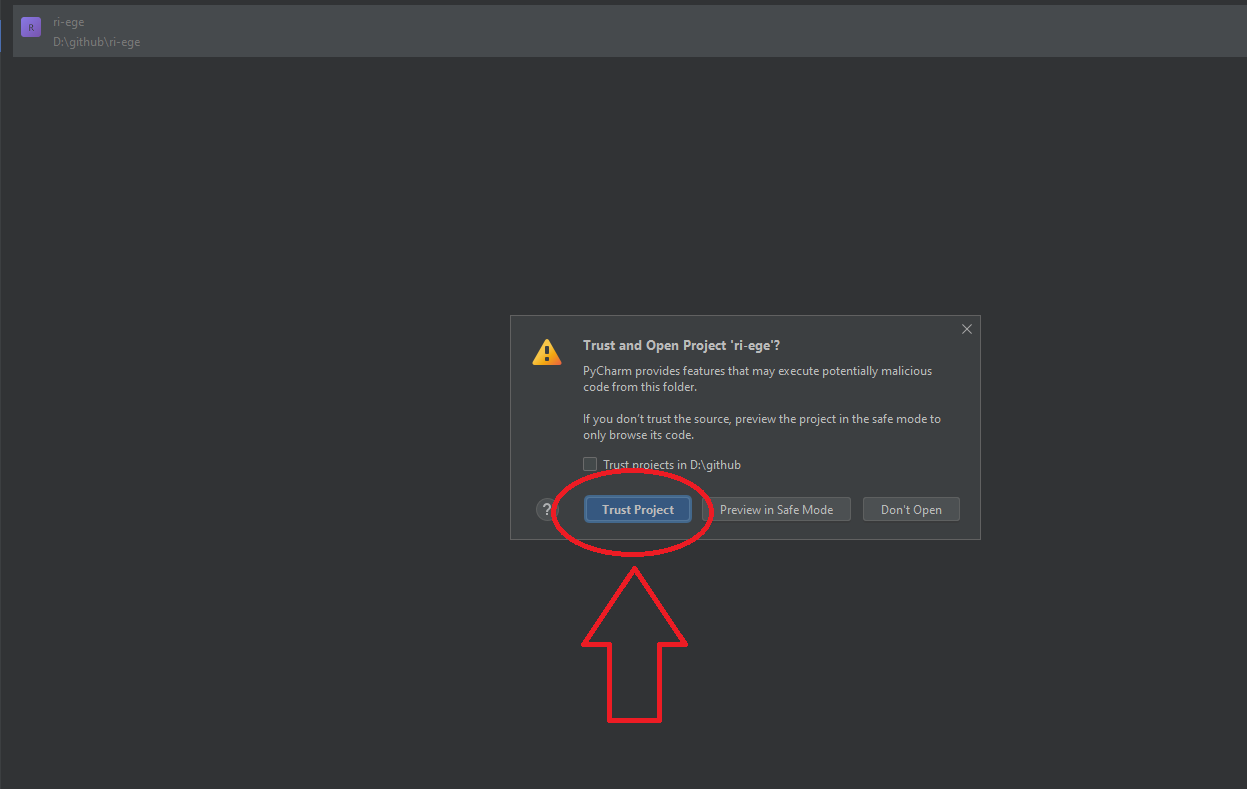 R
ri-ege
D:\github\ri-ege
Trust and Open Project 'ri-ege'?
PyCharm provides features that may execute potentially malicious
code from this folder.
If you don't trust the source, preview the project in the safe mode to
only browse its code.
Trust projects in D:\github
? Trust Project Preview in Safe Mode Don't Open